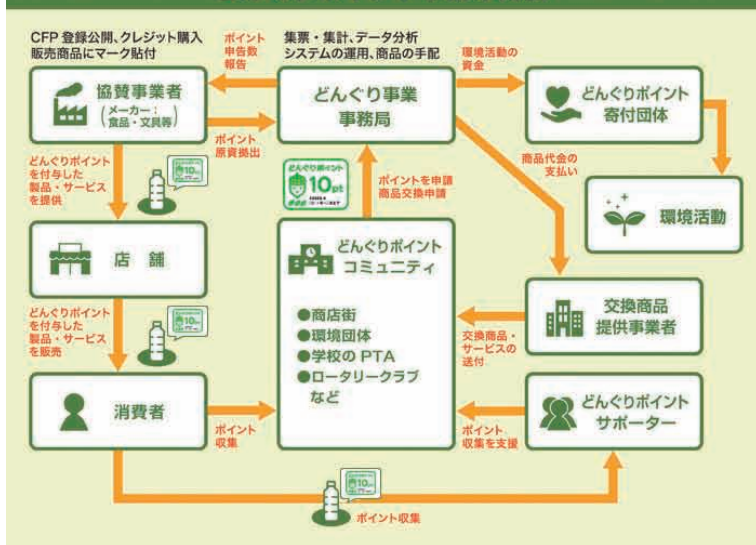 CFP 登録公開、クレジット購入
販売商品にマーク貼付
ポイント
申告数
報告
集票・集計、データ分析
システムの運用、商品の手配
環境活動の
資金
協賛事業者
(メーカー：
食品・文具等)
どんぐり事業
事務局
どんぐりポイント
寄付団体
ポイント
原資拠出
どんぐりポイント
を付与した
製品・サービス
を提供
どんぐりポイント
10pt
ポイントを申請
商品交換申請
商品代金の
支払い
環境活動
店 舗
どんぐりポイント
コミュニティ
●商店街
●環境団体
●学校の PTA
●ロータリークラブ
など
交換商品
提供事業者
どんぐりポイント
を付与した
製品・サービス
を販売
交換商品・
サービスの
送付
消費者
ポイント
収集
どんぐりポイント
サポーター
ポイント
収集を支援
10pt
ポイント収集